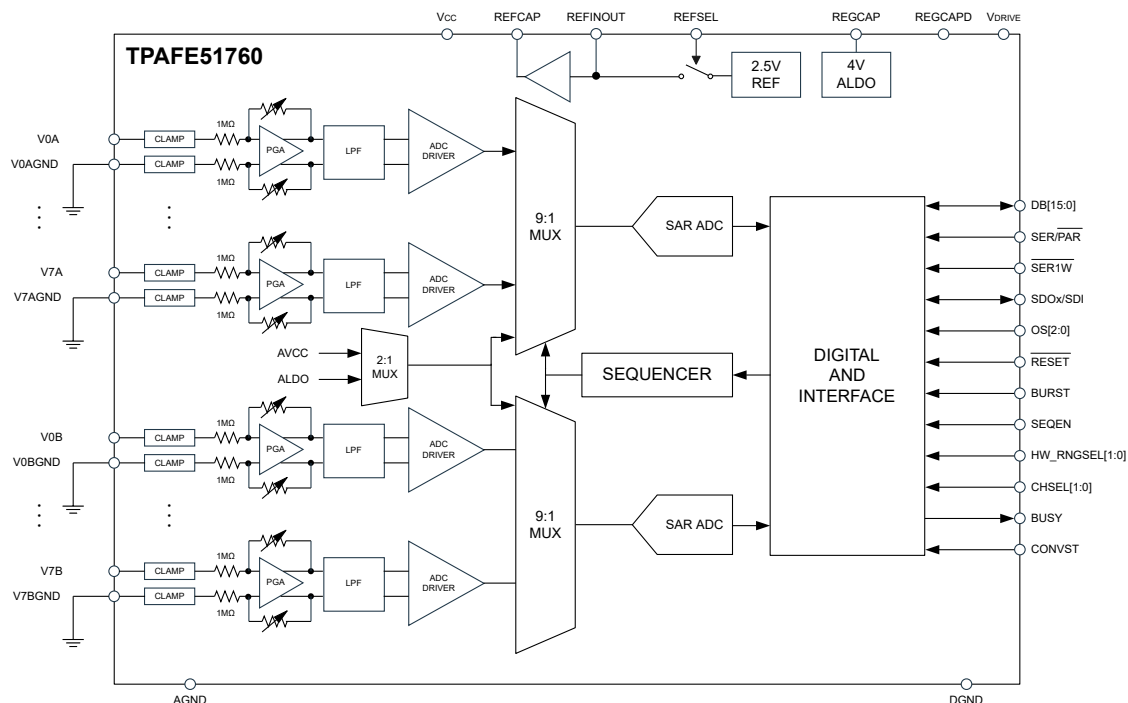 Vcc REFCAP REFINOUT REFSEL REGCAP REGCAPD VDRIVE
TPAFE51760
2.5V
REF
4V
ALDO
V0A
CLAMP
1MΩ
PGA
LPF
ADC
DRIVER
V0AGND
CLAMP
1MΩ
9:1
MUX
SAR ADC
V7A
CLAMP
1MΩ
PGA
LPF
ADC
DRIVER
V7AGND
CLAMP
1MΩ
AVCC
ALDO
2:1
MUX
SEQUENCER
DIGITAL
AND
INTERFACE
V0B
CLAMP
1MΩ
PGA
LPF
ADC
DRIVER
V0BGND
CLAMP
1MΩ
9:1
MUX
SAR ADC
V7B
CLAMP
1MΩ
PGA
LPF
ADC
DRIVER
V7BGND
CLAMP
1MΩ
DB[15:0]
SER/PAR
SER1W
SDOx/SDI
OS[2:0]
RESET
BURST
SEQEN
HW_RNGSEL[1:0]
CHSEL[1:0]
BUSY
CONVST
AGND DGND